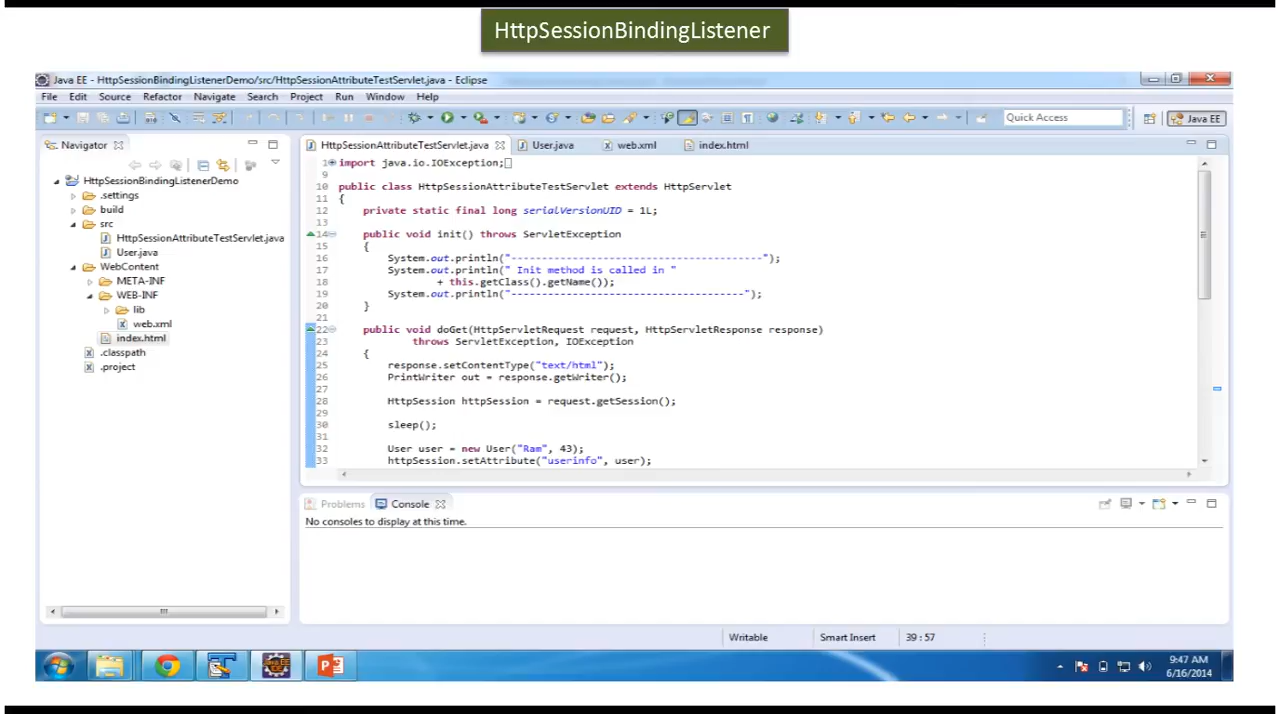 HttpSessionBindingListener
Java EE - HttpSessionBindingListenerDemo/src/HttpSessionAttributeTestServlet.java - Eclipse
File Edit Source Refactor Navigate Search Project Run Window Help
Quick Access
Java EE
Navigator
HttpSessionBindingListenerDemo
.settings
build
src
HttpSessionAttributeTestServlet.java
User.java
WebContent
META-INF
WEB-INF
lib
web.xml
index.html
.classpath
.project
HttpSessionAttributeTestServlet.java User.java web.xml index.html
1 import java.io.IOException;
9
10 public class HttpSessionAttributeTestServlet extends HttpServlet
11 {
12 private static final long serialVersionUID = 1L;
13
14 public void init() throws ServletException
15 {
16 System.out.println("-----------------------------------------");
17 System.out.println(" Init method is called in "
18 + this.getClass().getName());
19 System.out.println("--------------------------------------");
20 }
21
22 public void doGet(HttpServletRequest request, HttpServletResponse response)
23 throws ServletException, IOException
24 {
25 response.setContentType("text/html");
26 PrintWriter out = response.getWriter();
27
28 HttpSession httpSession = request.getSession();
29
30 sleep();
31
32 User user = new User("Ram", 43);
33 httpSession.setAttribute("userinfo", user);
Problems Console
No consoles to display at this time.
Writable Smart Insert 39 : 57
9:47 AM
6/16/2014